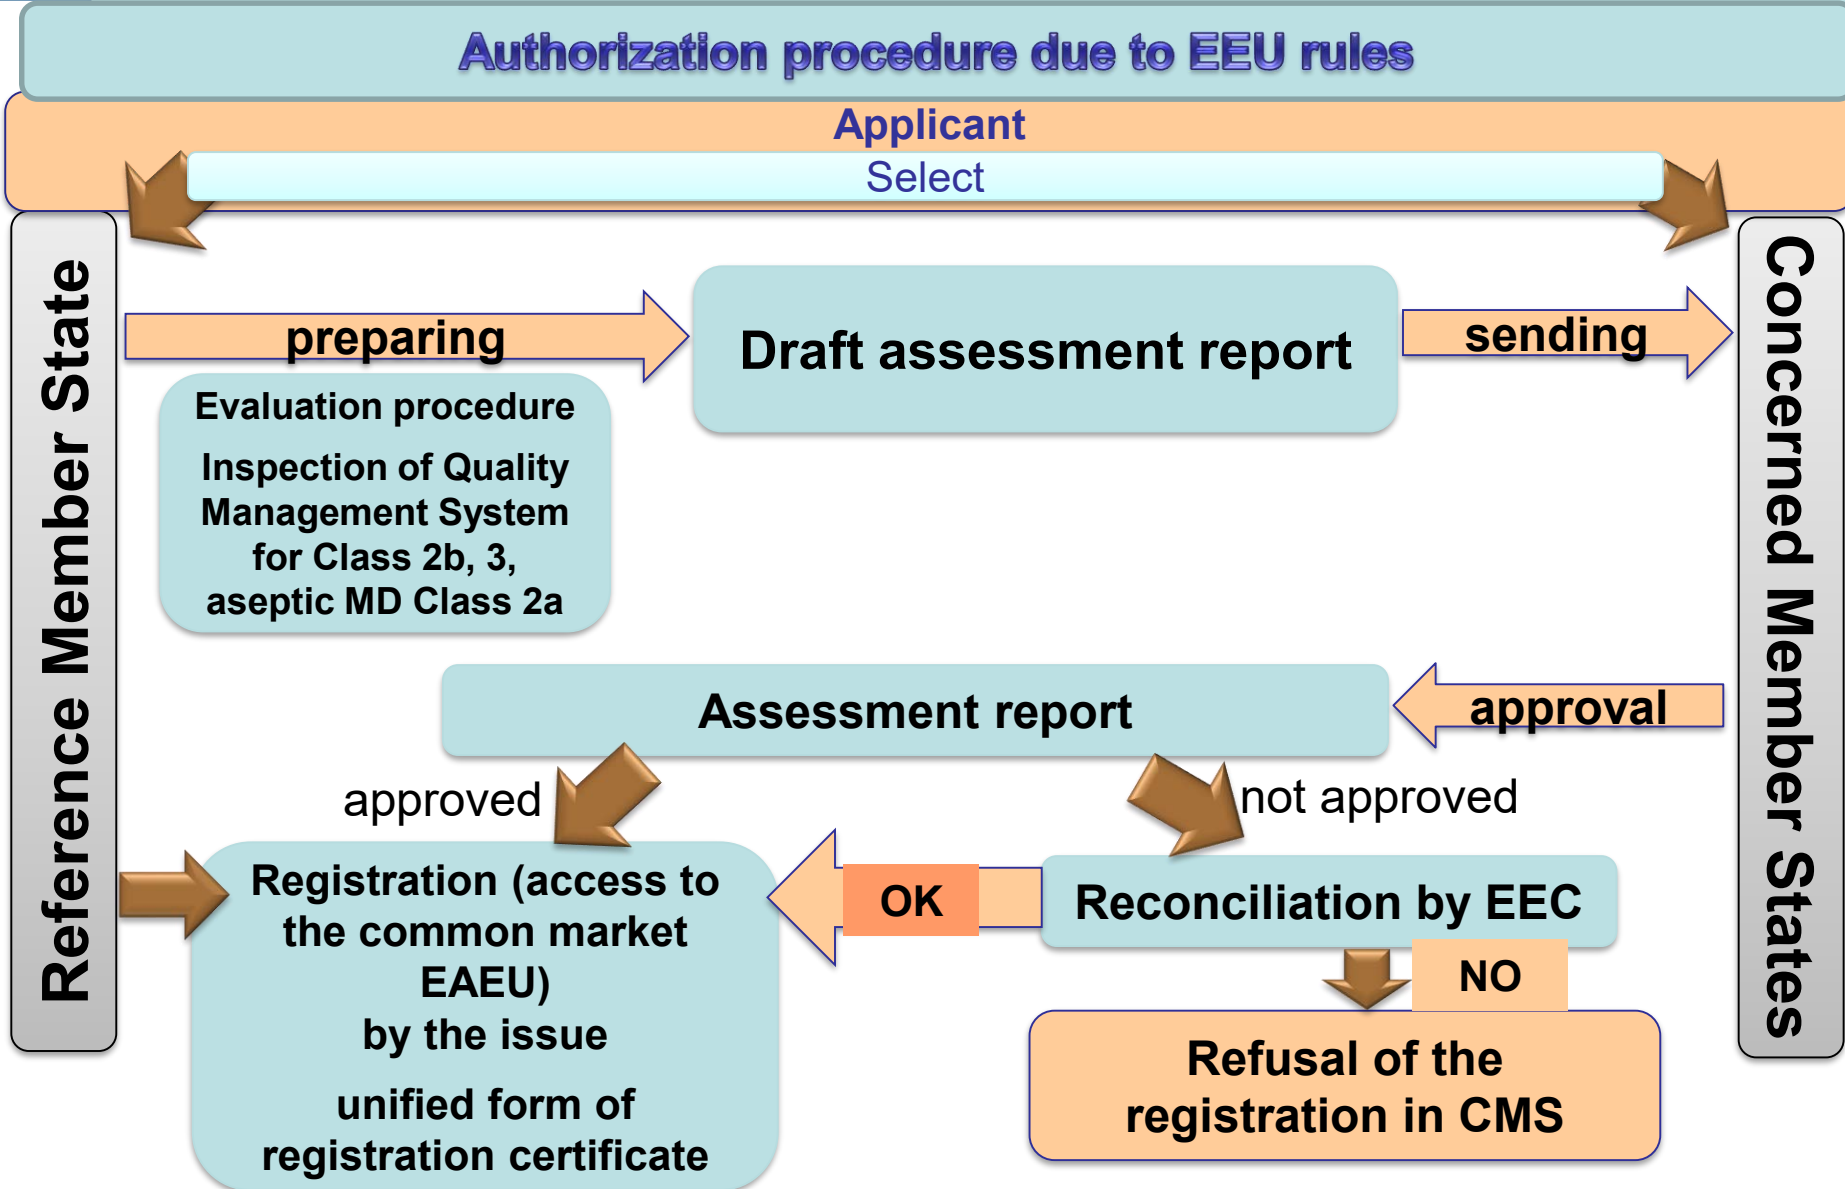 Authorization procedure due to EEU rules
Applicant
Select
Reference Member State
Concerned Member States
preparing
Draft assessment report
sending
Evaluation procedure
Inspection of Quality
Management System
for Class 2b, 3,
aseptic MD Class 2a
Assessment report
approval
approved
not approved
Registration (access to
the common market
EAEU)
by the issue
unified form of
registration certificate
OK
Reconciliation by EEC
NO
Refusal of the
registration in CMS